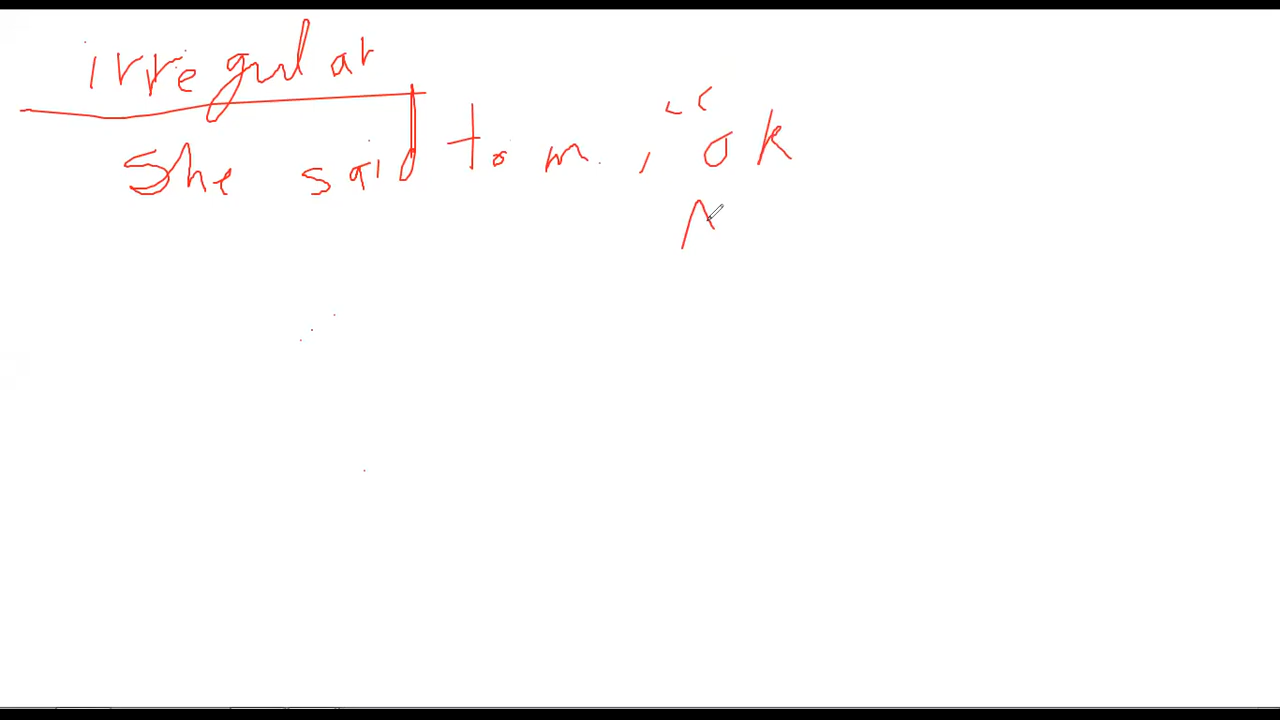 irregular
She said to m. , “ok